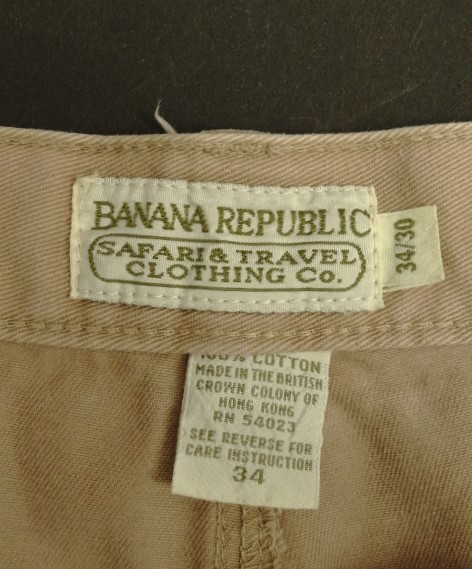 BANANA REPUBLIC
SAFARI & TRAVEL
CLOTHING Co.
34/30
100% COTTON
MADE IN THE BRITISH
CROWN COLONY OF
HONG KONG
RN 54023
SEE REVERSE FOR
CARE INSTRUCTION
34